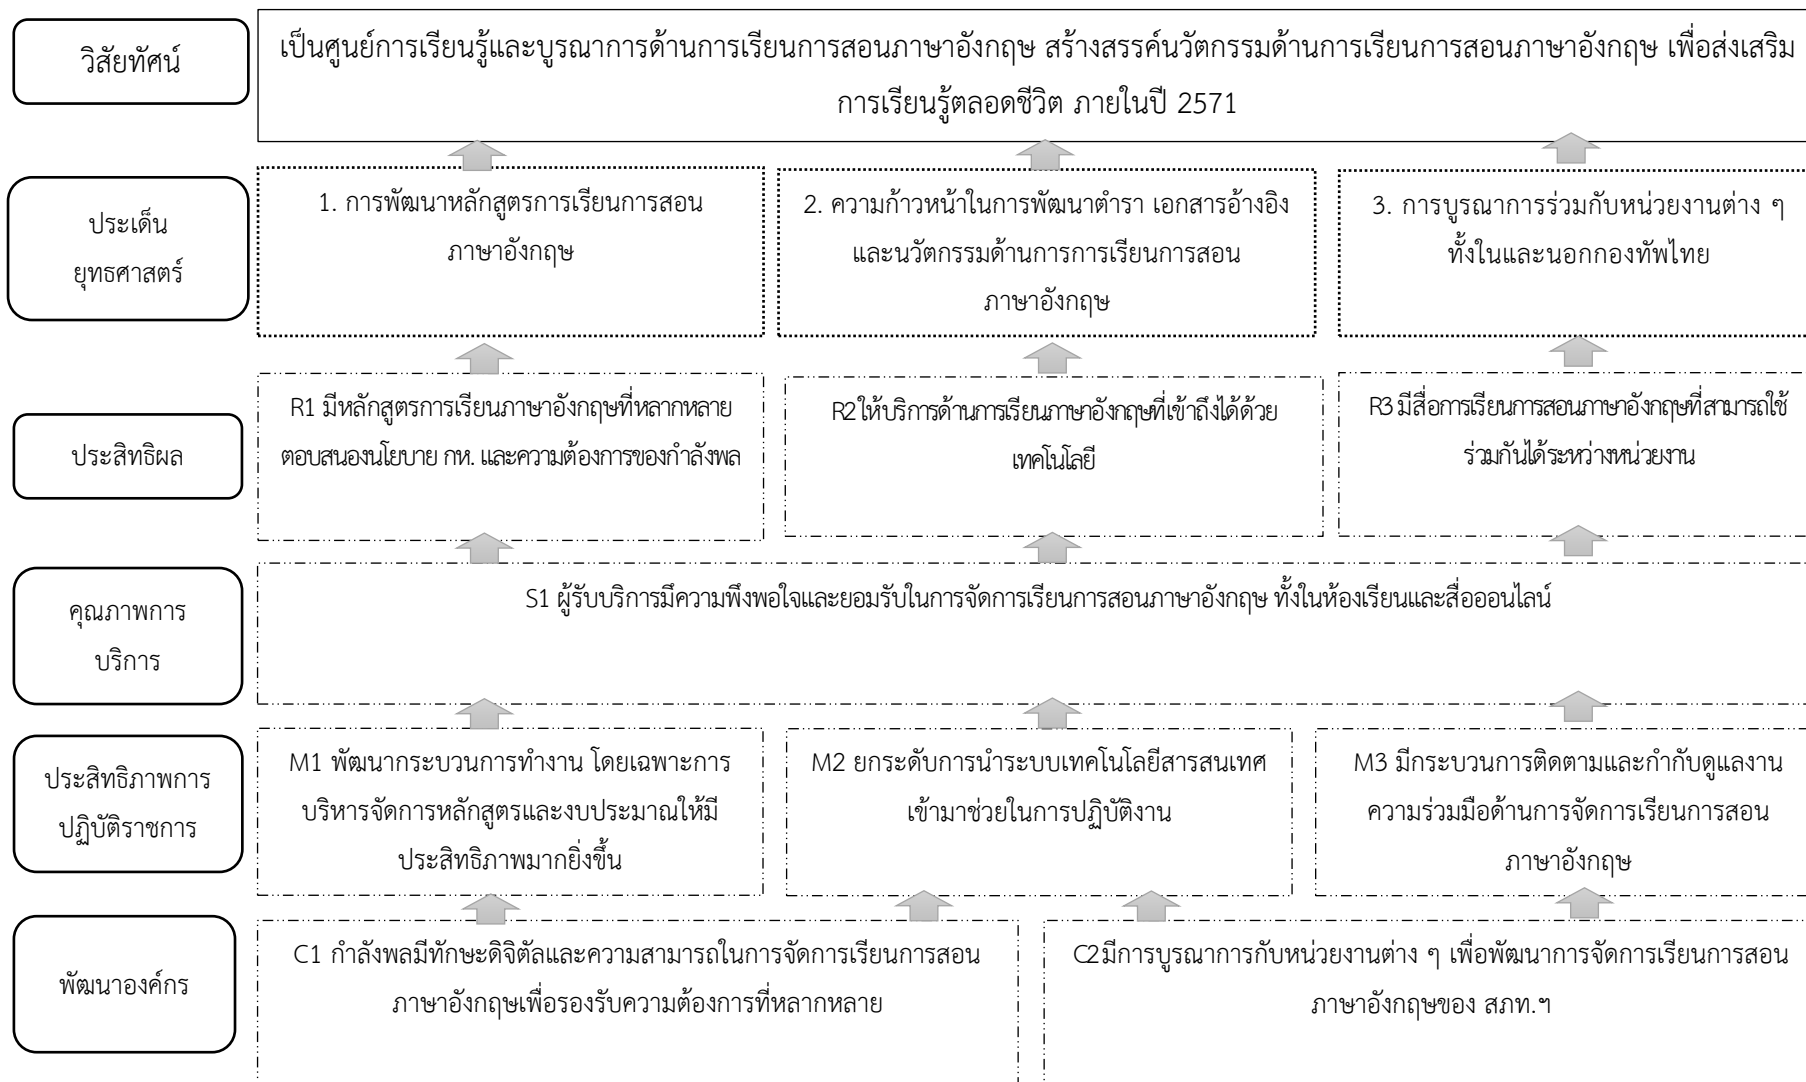 วิสัยทัศน์
เป็นศูนย์การเรียนรู้และบูรณาการด้านการเรียนการสอนภาษาอังกฤษ สร้างสรรค์นวัตกรรมด้านการเรียนการสอนภาษาอังกฤษ เพื่อส่งเสริม
การเรียนรู้ตลอดชีวิต ภายในปี 2571
ประเด็น
ยุทธศาสตร์
1. การพัฒนาหลักสูตรการเรียนการสอน
ภาษาอังกฤษ
2. ความก้าวหน้าในการพัฒนาตำรา เอกสารอ้างอิง
และนวัตกรรมด้านการการเรียนการสอน
ภาษาอังกฤษ
3. การบูรณาการร่วมกับหน่วยงานต่าง ๆ
ทั้งในและนอกกองทัพไทย
ประสิทธิผล
R1 มีหลักสูตรการเรียนภาษาอังกฤษที่หลากหลาย
ตอบสนองนโยบาย กห. และความต้องการของกำลังพล
R2 ให้บริการด้านการเรียนภาษาอังกฤษที่เข้าถึงได้ด้วย
เทคโนโลยี
R3 มีสื่อการเรียนการสอนภาษาอังกฤษที่สามารถใช้
ร่วมกันได้ระหว่างหน่วยงาน
คุณภาพการ
บริการ
S1 ผู้รับบริการมีความพึงพอใจและยอมรับในการจัดการเรียนการสอนภาษาอังกฤษ ทั้งในห้องเรียนและสื่อออนไลน์
ประสิทธิภาพการ
ปฏิบัติราชการ
M1 พัฒนากระบวนการทำงาน โดยเฉพาะการ
บริหารจัดการหลักสูตรและงบประมาณให้มี
ประสิทธิภาพมากยิ่งขึ้น
M2 ยกระดับการนำระบบเทคโนโลยีสารสนเทศ
เข้ามาช่วยในการปฏิบัติงาน
M3 มีกระบวนการติดตามและกำกับดูแลงาน
ความร่วมมือด้านการจัดการเรียนการสอน
ภาษาอังกฤษ
พัฒนาองค์กร
C1 กำลังพลมีทักษะดิจิตัลและความสามารถในการจัดการเรียนการสอน
ภาษาอังกฤษเพื่อรองรับความต้องการที่หลากหลาย
C2 มีการบูรณาการกับหน่วยงานต่าง ๆ เพื่อพัฒนาการจัดการเรียนการสอน
ภาษาอังกฤษของ สภท.ฯ